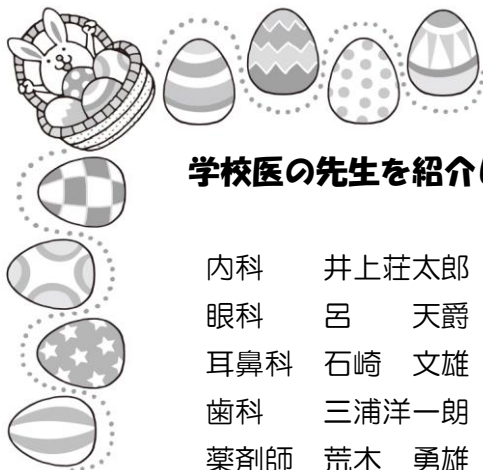 学校医の先生を紹介し
内科　井上荘太郎
眼科　呂　天爵
耳鼻科　石崎　文雄
歯科　三浦洋一朗
薬剤師　荒木　勇雄